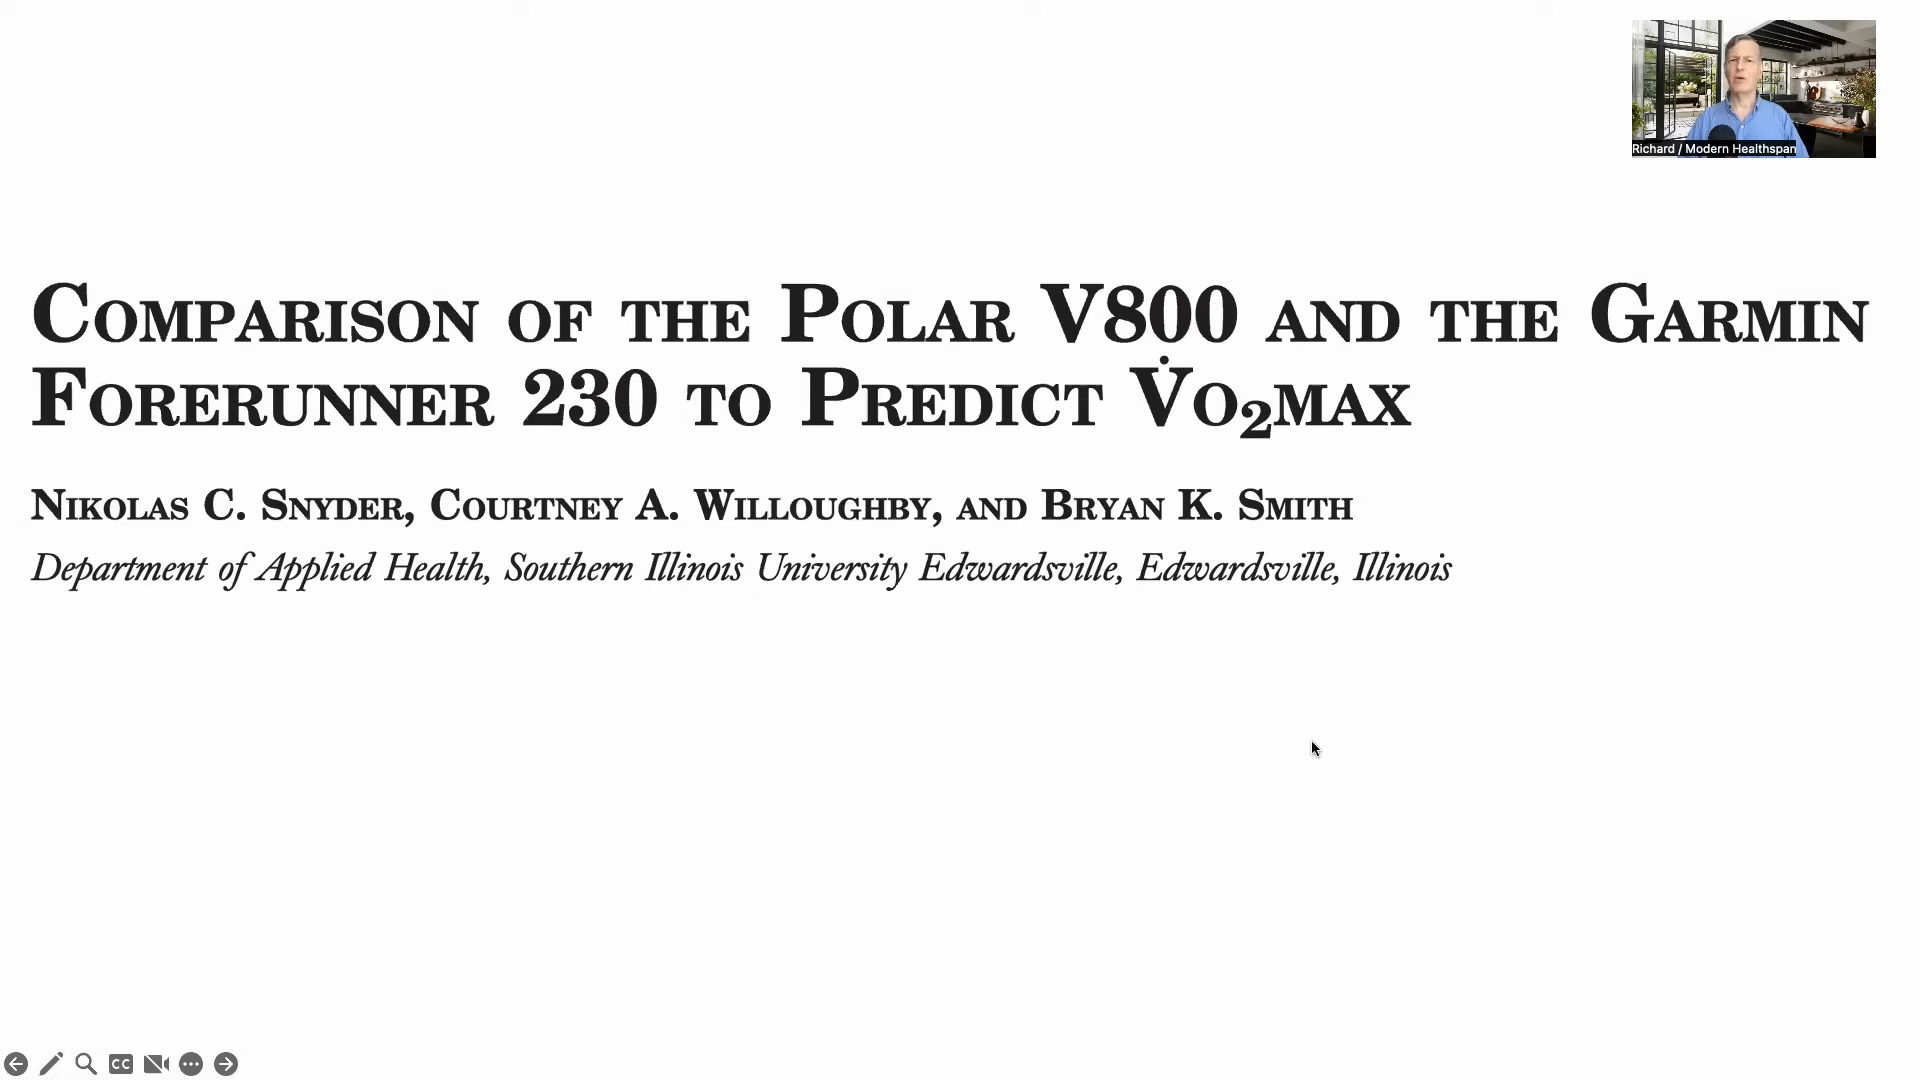 Richard / Modern Healthspan
Comparison of the Polar V800 and the Garmin
Forerunner 230 to Predict V̇o₂max
Nikolas C. Snyder, Courtney A. Willoughby, and Bryan K. Smith
Department of Applied Health, Southern Illinois University Edwardsville, Edwardsville, Illinois
CC